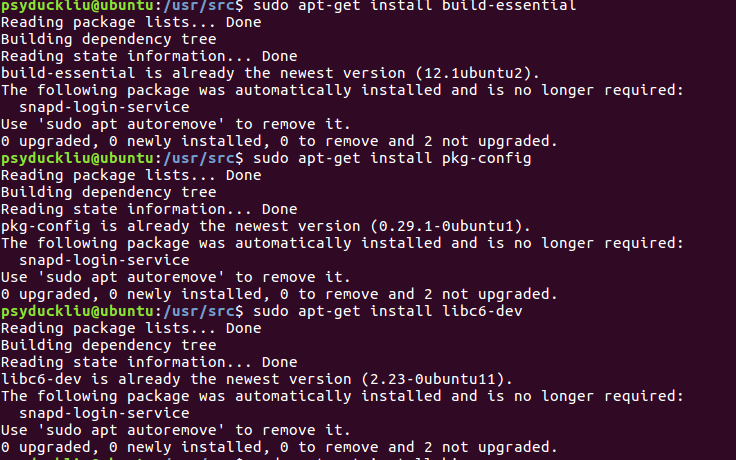 psyduckliu@ubuntu:/usr/src$ sudo apt-get install build-essential
Reading package lists... Done
Building dependency tree
Reading state information... Done
build-essential is already the newest version (12.1ubuntu2).
The following package was automatically installed and is no longer required:
  snapd-login-service
Use 'sudo apt autoremove' to remove it.
0 upgraded, 0 newly installed, 0 to remove and 2 not upgraded.
psyduckliu@ubuntu:/usr/src$ sudo apt-get install pkg-config
Reading package lists... Done
Building dependency tree
Reading state information... Done
pkg-config is already the newest version (0.29.1-0ubuntu1).
The following package was automatically installed and is no longer required:
  snapd-login-service
Use 'sudo apt autoremove' to remove it.
0 upgraded, 0 newly installed, 0 to remove and 2 not upgraded.
psyduckliu@ubuntu:/usr/src$ sudo apt-get install libc6-dev
Reading package lists... Done
Building dependency tree
Reading state information... Done
libc6-dev is already the newest version (2.23-0ubuntu11).
The following package was automatically installed and is no longer required:
  snapd-login-service
Use 'sudo apt autoremove' to remove it.
0 upgraded, 0 newly installed, 0 to remove and 2 not upgraded.